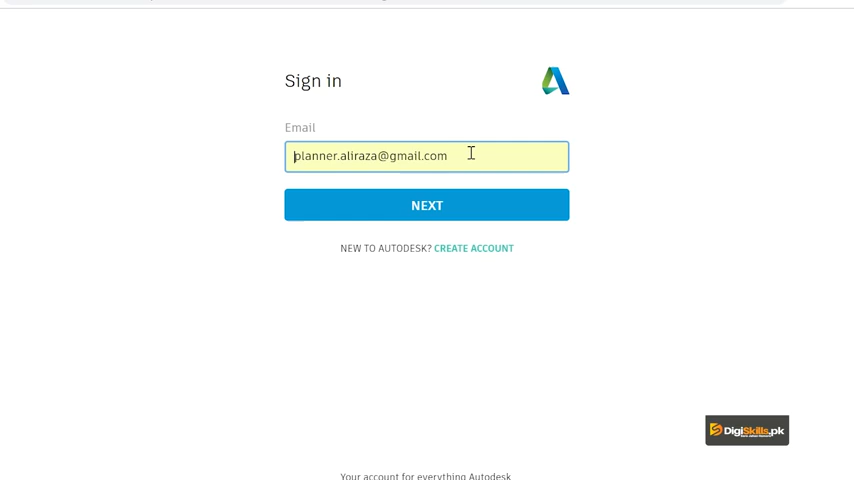 Sign in
Email
planner.aliraza@gmail.com
NEXT
NEW TO AUTODESK? CREATE ACCOUNT
DigiSkills.pk
Your account for everything Autodesk